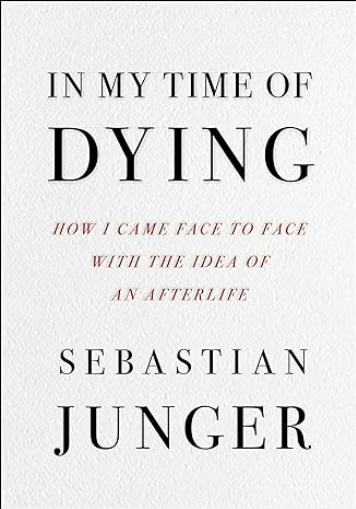 IN MY TIME OF
DYING
HOW I CAME FACE TO FACE
WITH THE IDEA OF
AN AFTERLIFE
SEBASTIAN
JUNGER